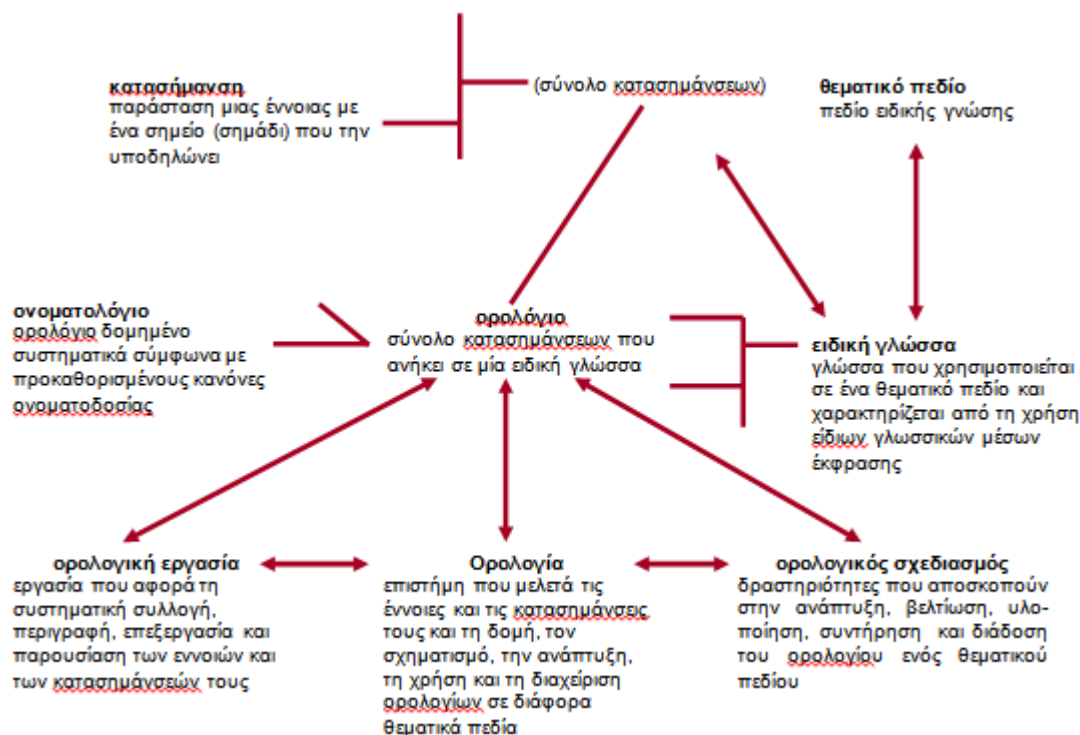 κατασήμανση
παράσταση μιας έννοιας με
ένα σημείο (σημάδι) που την
υποδηλώνει
(σύνολο κατασημάνσεων)
θεματικό πεδίο
πεδίο ειδικής γνώσης
ονοματολόγιο
ορολόγιο δομημένο
συστηματικά σύμφωνα με
προκαθορισμένους κανόνες
ονοματοδοσίας
ορολόγιο
σύνολο κατασημάνσεων που
ανήκει σε μία ειδική γλώσσα
ειδική γλώσσα
γλώσσα που χρησιμοποιείται
σε ένα θεματικό πεδίο και
χαρακτηρίζεται από τη χρήση
είδιων γλωσσικών μέσων
έκφρασης
ορολογική εργασία
εργασία που αφορά τη
συστηματική συλλογή,
περιγραφή, επεξεργασία και
παρουσίαση των εννοιών και
των κατασημάνσεών τους
Ορολογία
επιστήμη που μελετά τις
έννοιες και τις κατασημάνσεις
τους και τη δομή, τον
σχηματισμό, την ανάπτυξη,
τη χρήση και τη διαχείριση
ορολογίων σε διάφορα
θεματικά πεδία
ορολογικός σχεδιασμός
δραστηριότητες που αποσκοπούν
στην ανάπτυξη, βελτίωση, υλο-
ποίηση, συντήρηση και διάδοση
του ορολογίου ενός θεματικού
πεδίου